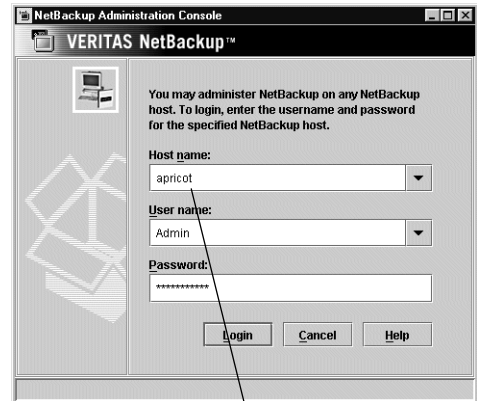 NetBackup Administration Console
VERITAS NetBackup™
You may administer NetBackup on any NetBackup
host. To login, enter the username and password
for the specified NetBackup host.
Host name:
apricot
User name:
Admin
Password:
***********
Login Cancel Help